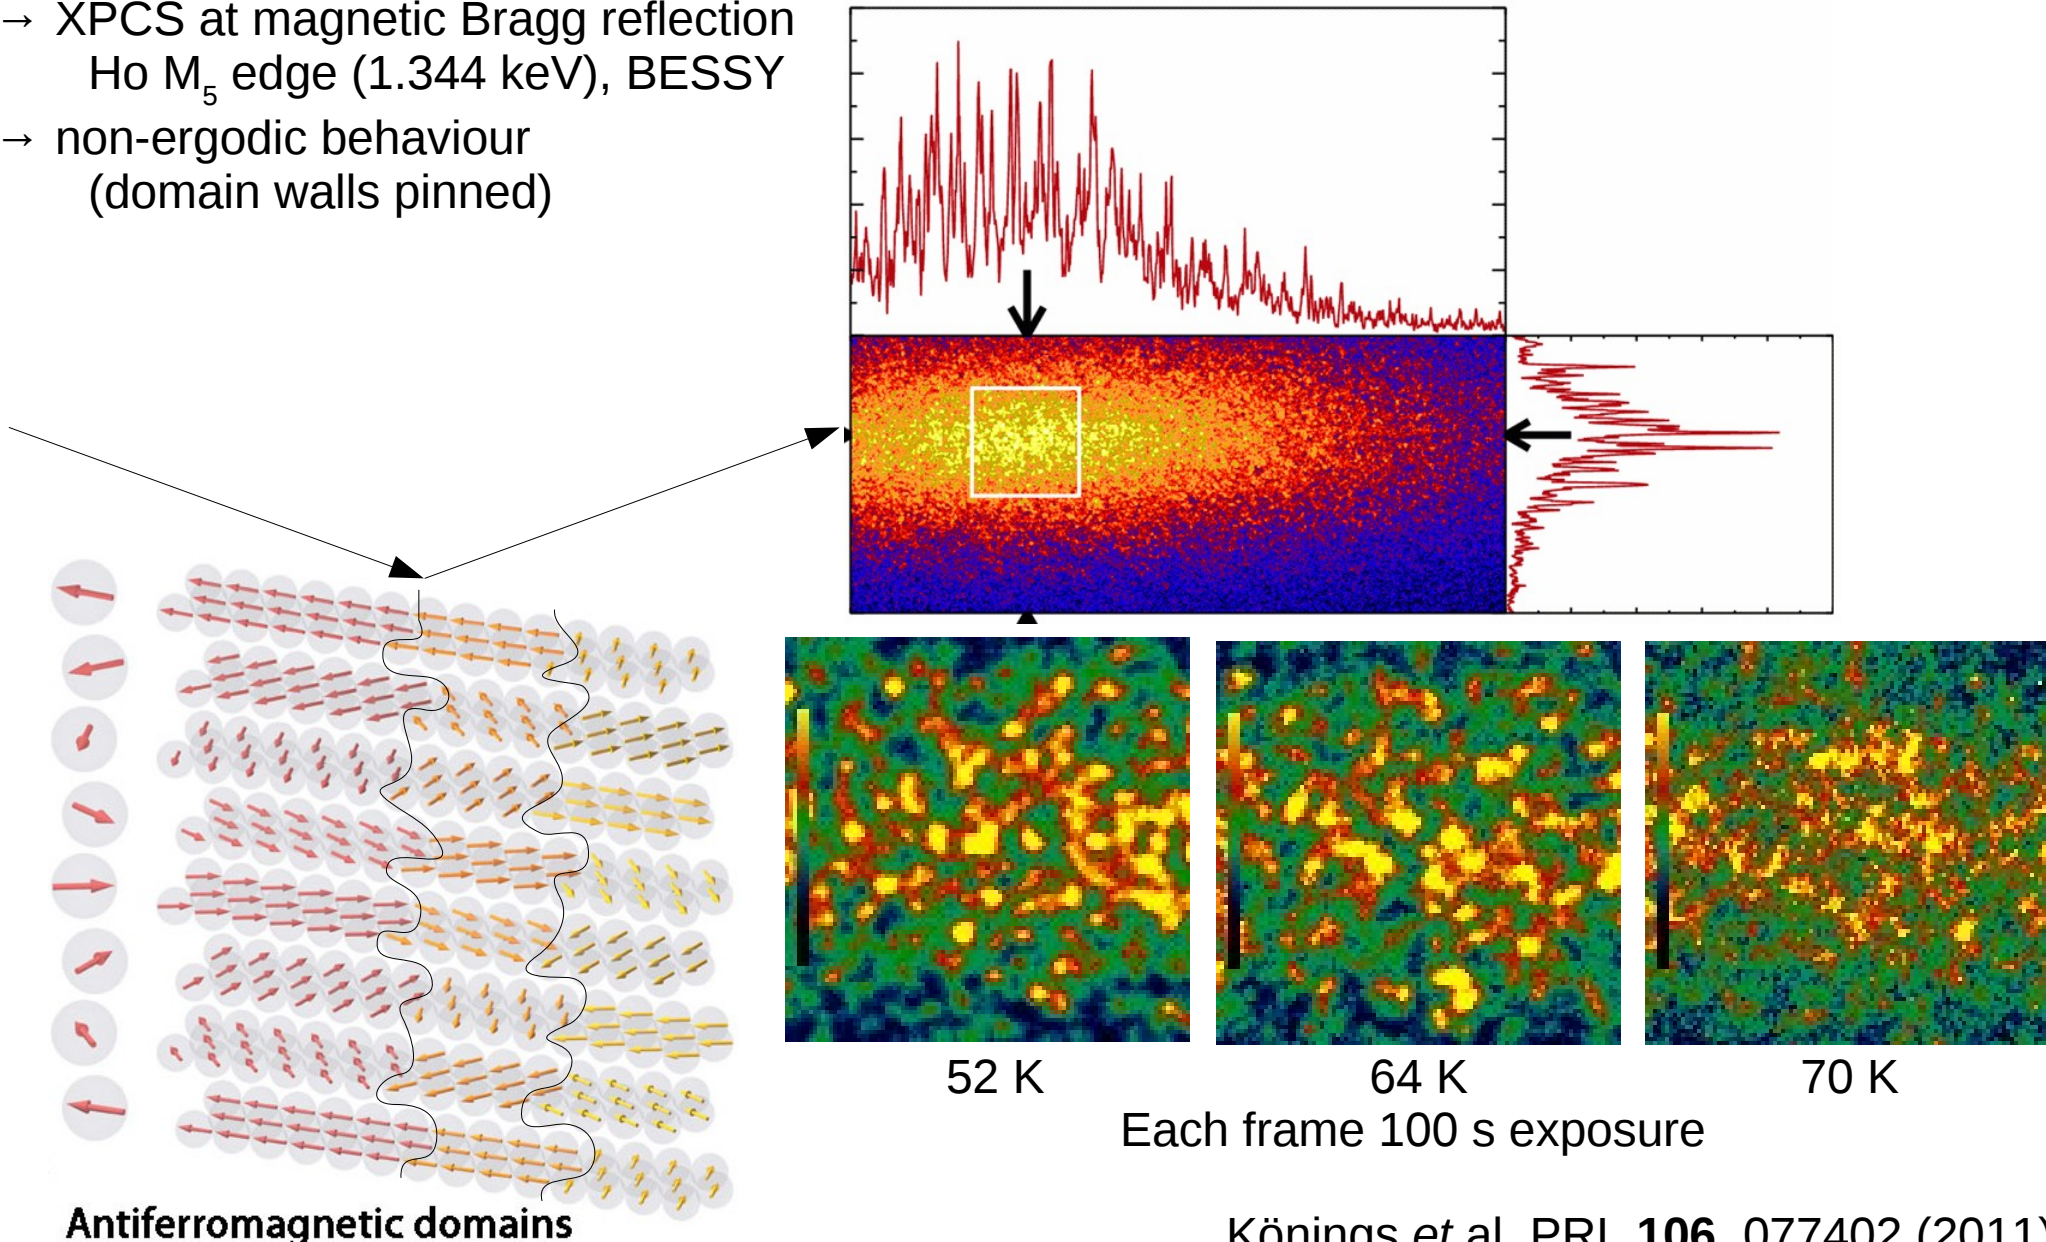 → XPCS at magnetic Bragg reflection
Ho M5 edge (1.344 keV), BESSY
→ non-ergodic behaviour
(domain walls pinned)
52 K
64 K
70 K
Each frame 100 s exposure
Antiferromagnetic domains
Könings et al. PRL 106, 077402 (2011)